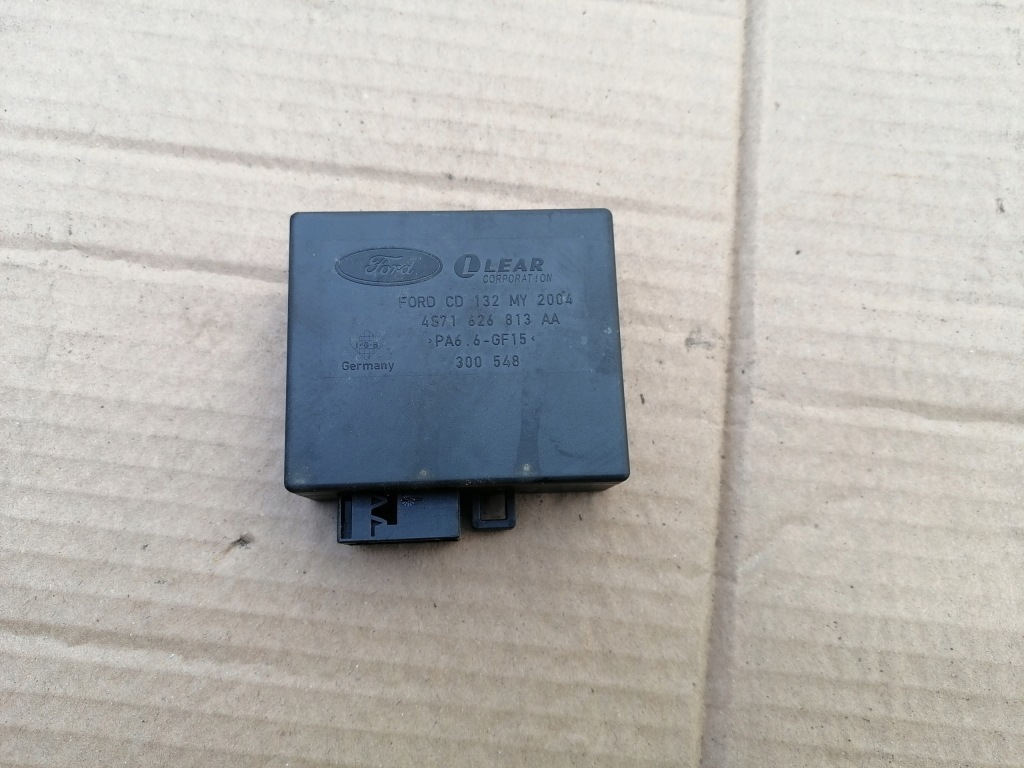 Ford LEAR
CORPORATION
FORD CD 132 MY 2004
4S71 626 813 AA
>PA6.6-GF15<
Germany 300 548